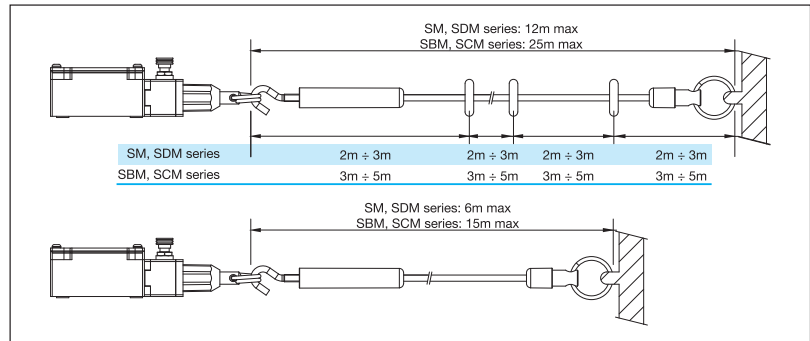 SM, SDM series: 12m max
SBM, SCM series: 25m max
SM, SDM series 2m ÷ 3m 2m ÷ 3m 2m ÷ 3m 2m ÷ 3m
SBM, SCM series 3m ÷ 5m 3m ÷ 5m 3m ÷ 5m 3m ÷ 5m
SM, SDM series: 6m max
SBM, SCM series: 15m max